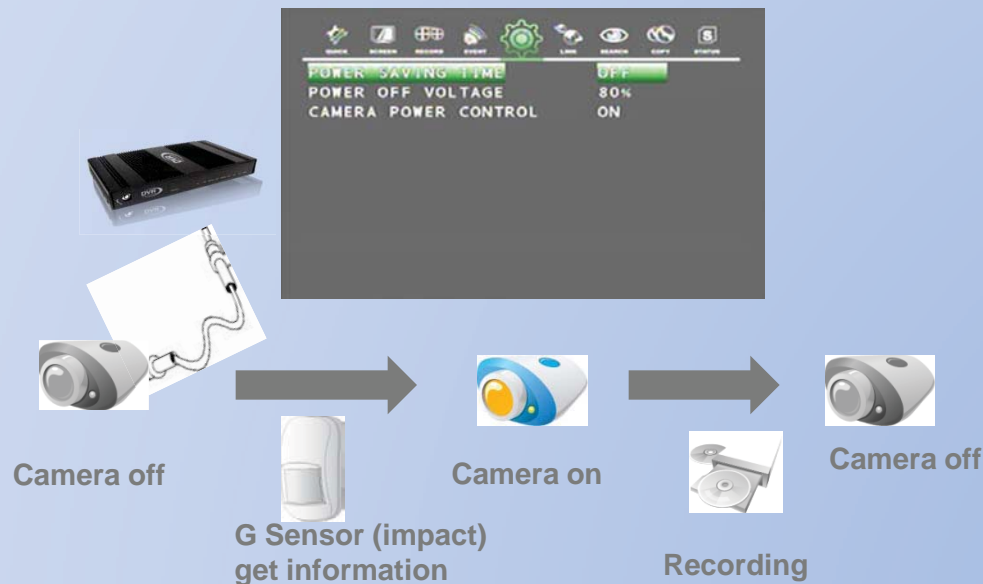 QUICK SCREEN RECORD EVENT LINK SEARCH COPY STATUS
POWER SAVING TIME OFF
POWER OFF VOLTAGE 80%
CAMERA POWER CONTROL ON
DVR
Camera off
Camera on
Camera off
G Sensor (impact)
get information
Recording